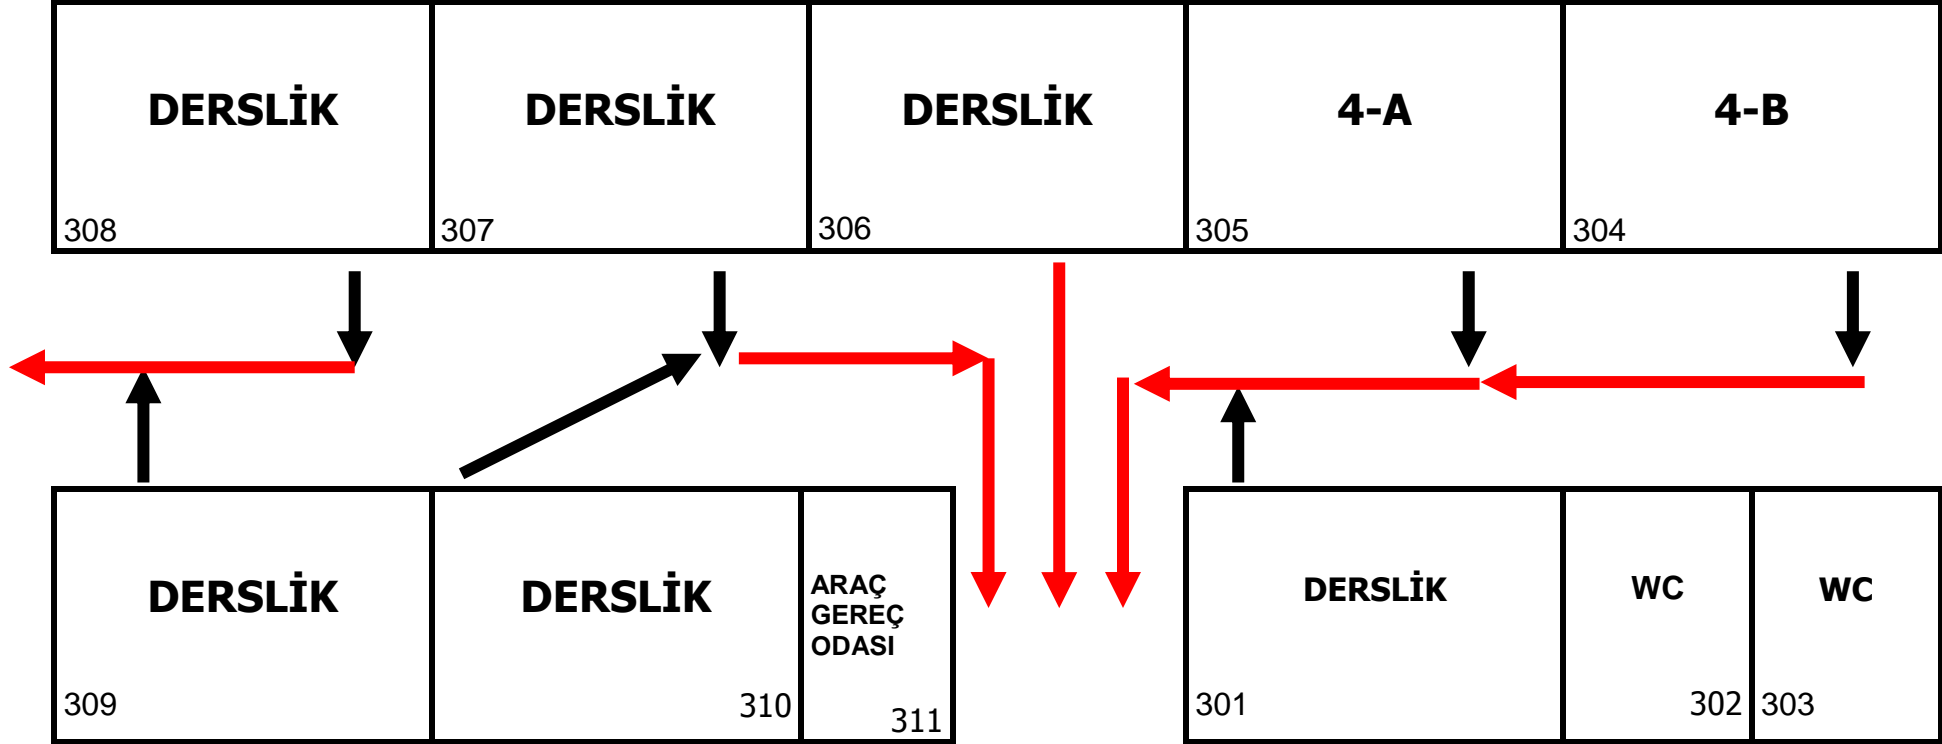 DERSLİK
308
DERSLİK
307
DERSLİK
306
4-A
305
4-B
304
DERSLİK
309
DERSLİK
310
ARAÇ
GEREÇ
ODASI
311
DERSLİK
301
WC
302
WC
303